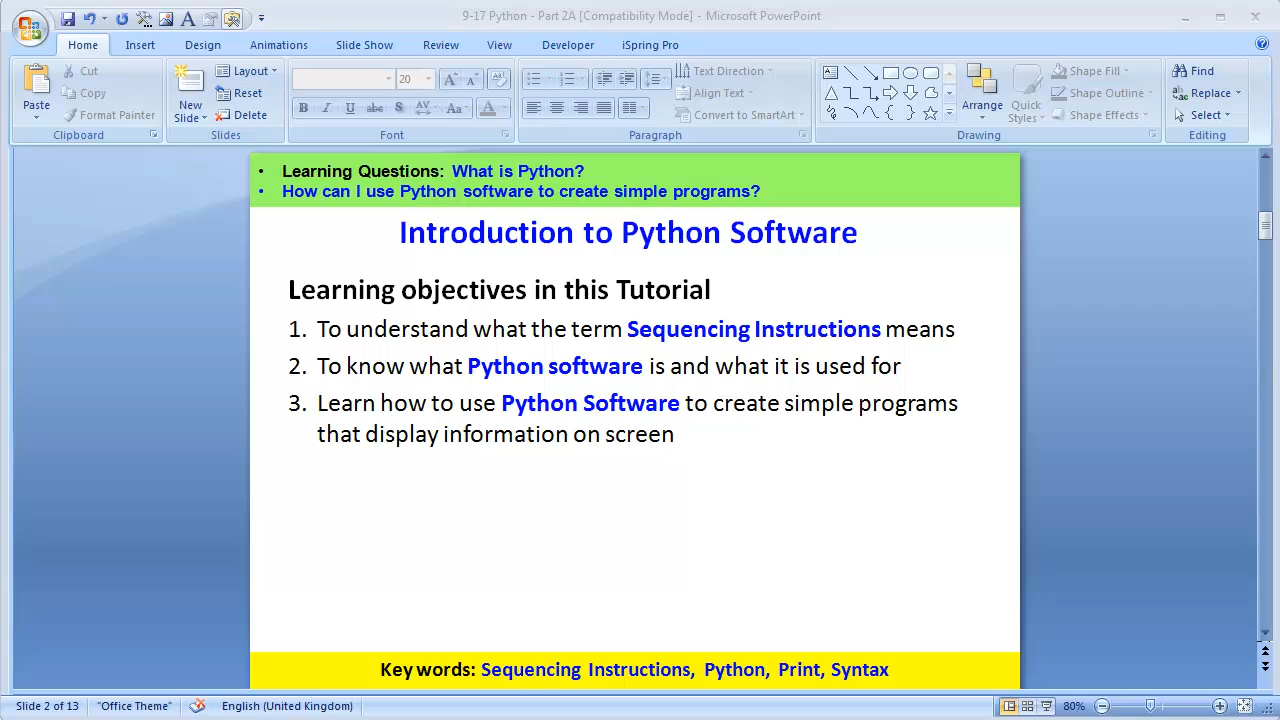 9-17 Python - Part 2A [Compatibility Mode] - Microsoft PowerPoint
Home Insert Design Animations Slide Show Review View Developer iSpring Pro
Paste
Cut
Copy
Format Painter
Clipboard
New Slide
Layout
Reset
Delete
Slides
20
B I U abc S AV Aa A
Font
Text Direction
Align Text
Convert to SmartArt
Paragraph
Arrange
Quick Styles
Shape Fill
Shape Outline
Shape Effects
Drawing
Find
Replace
Select
Editing
• Learning Questions: What is Python?
• How can I use Python software to create simple programs?
Introduction to Python Software
Learning objectives in this Tutorial
1. To understand what the term Sequencing Instructions means
2. To know what Python software is and what it is used for
3. Learn how to use Python Software to create simple programs
that display information on screen
Key words: Sequencing Instructions, Python, Print, Syntax
Slide 2 of 13 "Office Theme" English (United Kingdom) 80%